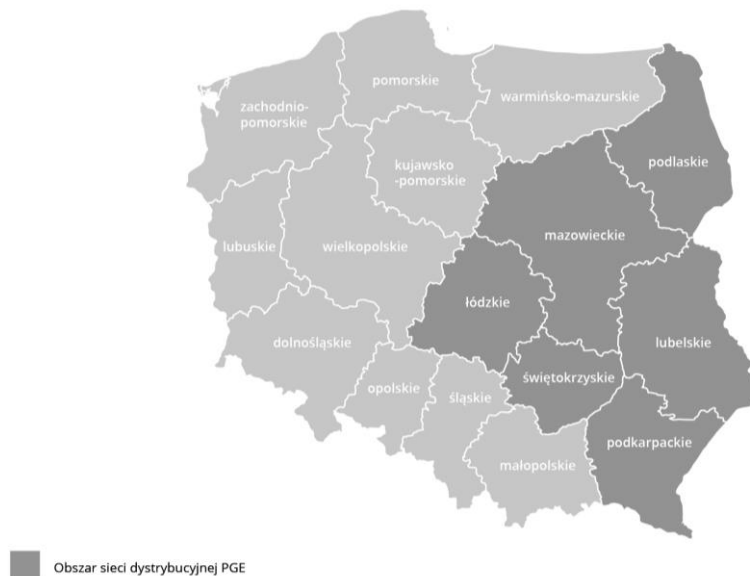 pomorskie
warmińsko-mazurskie
zachodnio-
pomorskie
podlaskie
kujawsko
-pomorskie
mazowieckie
lubuskie
wielkopolskie
łódzkie
dolnośląskie
lubelskie
świętokrzyskie
opolskie
śląskie
podkarpackie
małopolskie
Obszar sieci dystrybucyjnej PGE